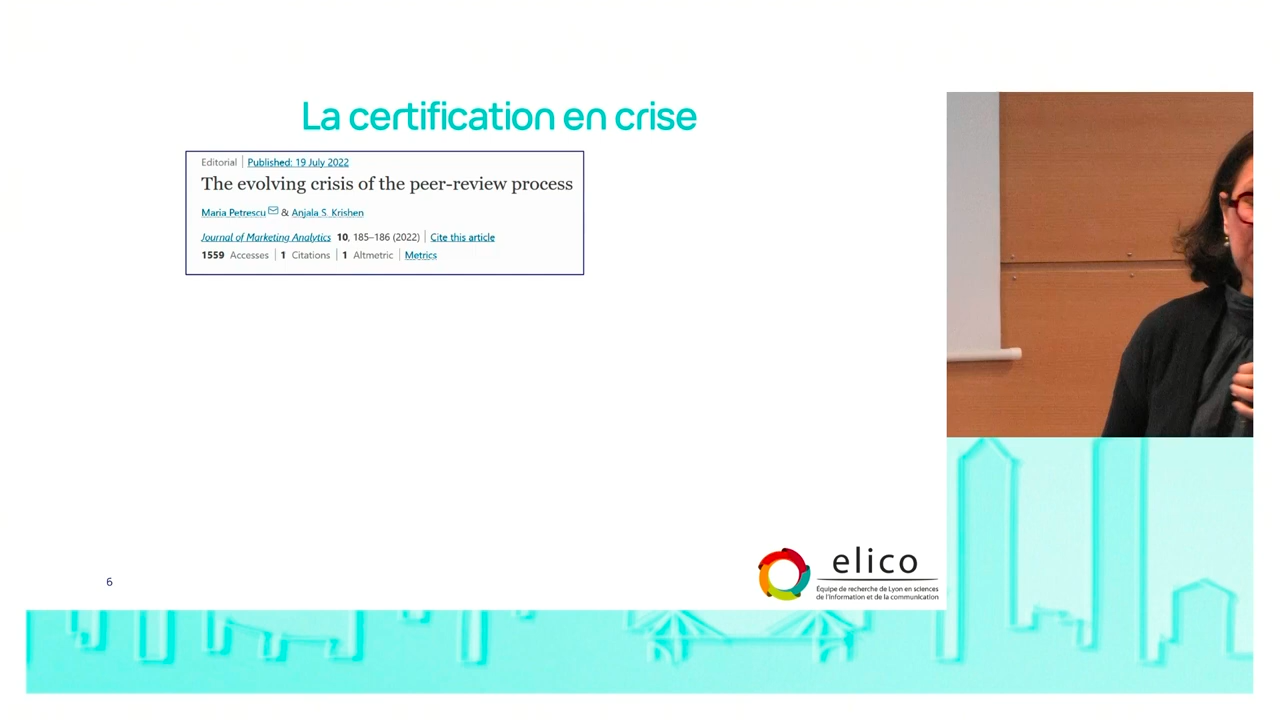 La certification en crise
Editorial | Published: 19 July 2022
The evolving crisis of the peer-review process
Maria Petrescu & Anjala S. Krishen
Journal of Marketing Analytics 10, 185–186 (2022) | Cite this article
1559 Accesses | 1 Citations | 1 Altmetric | Metrics
6
elico
Équipe de recherche de Lyon en sciences
de l'information et de la communication